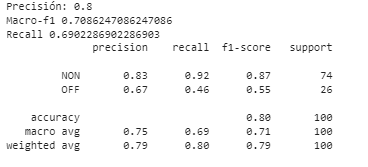 Precisión: 0.8
Macro-f1 0.7086247086247086
Recall 0.6902286902286903
precision recall f1-score support
NON 0.83 0.92 0.87 74
OFF 0.67 0.46 0.55 26
accuracy 0.80 100
macro avg 0.75 0.69 0.71 100
weighted avg 0.79 0.80 0.79 100